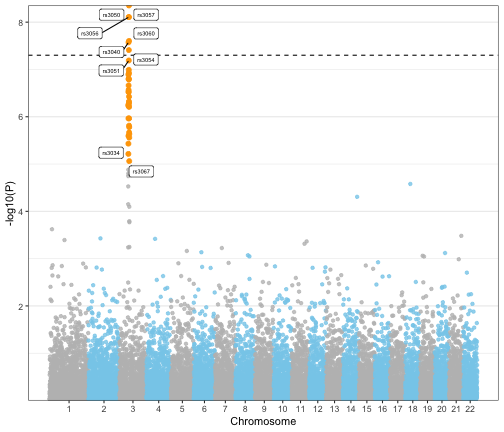 8
6
4
2
-log10(P)
rs3050
rs3057
rs3056
rs3060
rs3040
rs3054
rs3051
rs3034
rs3067
1 2 3 4 5 6 7 8 9 10 11 12 13 14 15 16 18 19 20 21 22
Chromosome